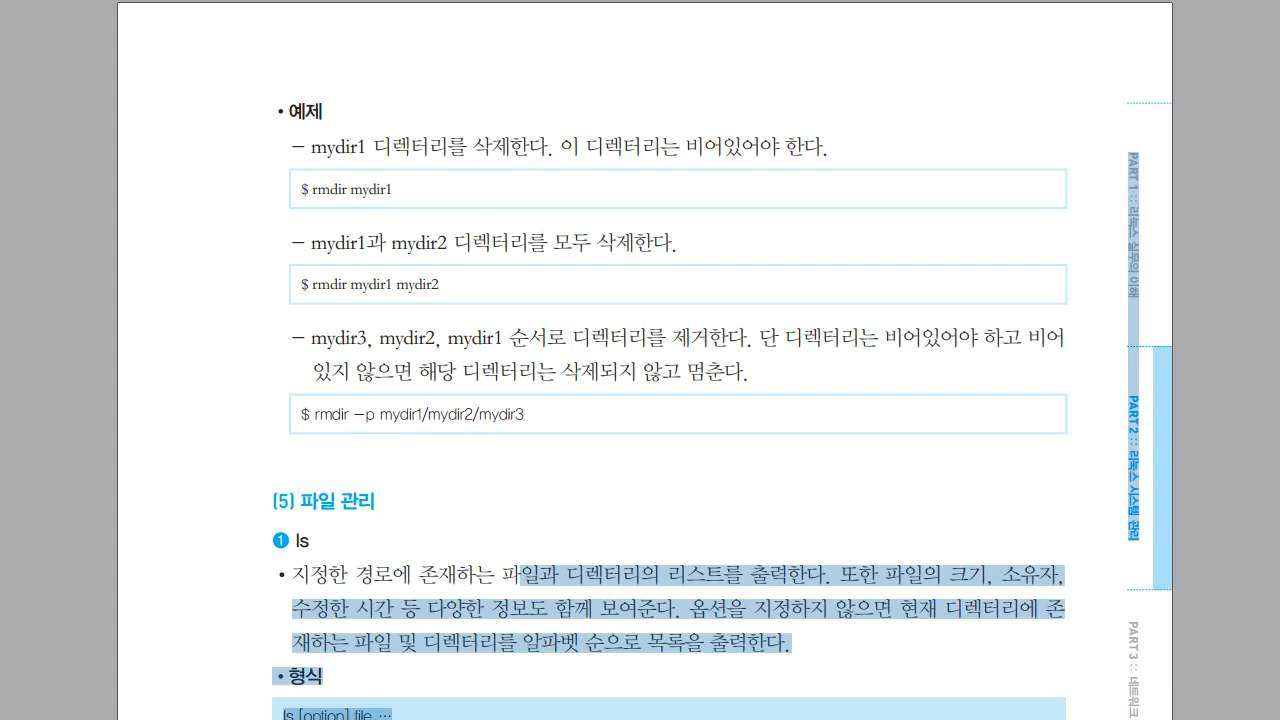 • 예제
– mydir1 디렉터리를 삭제한다. 이 디렉터리는 비어있어야 한다.
$ rmdir mydir1
– mydir1과 mydir2 디렉터리를 모두 삭제한다.
$ rmdir mydir1 mydir2
– mydir3, mydir2, mydir1 순서로 디렉터리를 제거한다. 단 디렉터리는 비어있어야 하고 비어
있지 않으면 해당 디렉터리는 삭제되지 않고 멈춘다.
$ rmdir –p mydir1/mydir2/mydir3
(5) 파일 관리
❶ ls
• 지정한 경로에 존재하는 파일과 디렉터리의 리스트를 출력한다. 또한 파일의 크기, 소유자,
수정한 시간 등 다양한 정보도 함께 보여준다. 옵션을 지정하지 않으면 현재 디렉터리에 존
재하는 파일 및 디렉터리를 알파벳 순으로 목록을 출력한다.
• 형식
ls [option] file …
PART 1 :: 리눅스 실무의 이해
PART 2 :: 리눅스 시스템 관리
PART 3 :: 네트워크